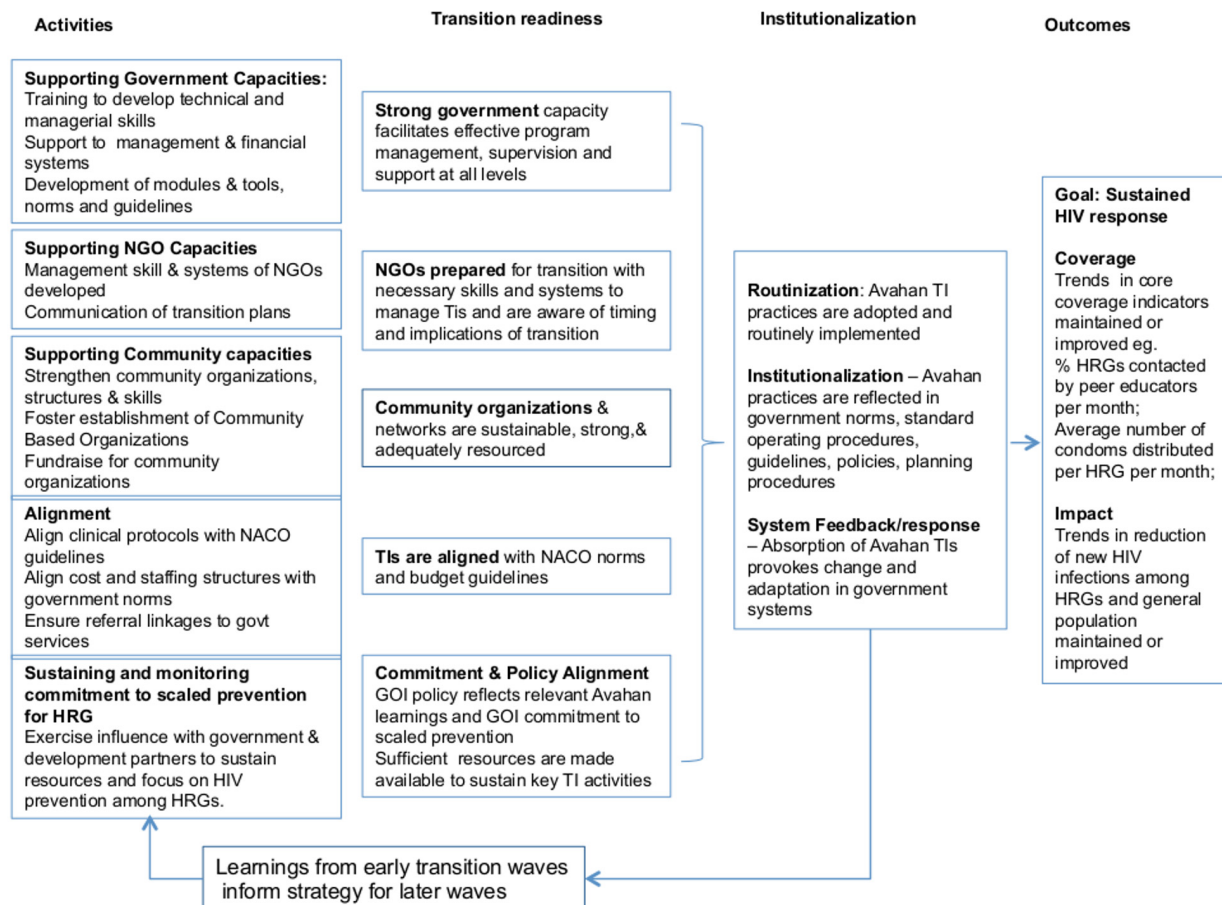 Activities
Transition readiness
Institutionalization
Outcomes
Supporting Government Capacities:
Training to develop technical and
managerial skills
Support to management & financial
systems
Development of modules & tools,
norms and guidelines
Supporting NGO Capacities
Management skill & systems of NGOs
developed
Communication of transition plans
Supporting Community capacities
Strengthen community organizations,
structures & skills
Foster establishment of Community
Based Organizations
Fundraise for community
organizations
Alignment
Align clinical protocols with NACO
guidelines
Align cost and staffing structures with
government norms
Ensure referral linkages to govt
services
Sustaining and monitoring
commitment to scaled prevention
for HRG
Exercise influence with government &
development partners to sustain
resources and focus on HIV
prevention among HRGs.
Strong government capacity
facilitates effective program
management, supervision and
support at all levels
NGOs prepared for transition with
necessary skills and systems to
manage Tis and are aware of timing
and implications of transition
Community organizations &
networks are sustainable, strong,&
adequately resourced
TIs are aligned with NACO norms
and budget guidelines
Commitment & Policy Alignment
GOI policy reflects relevant Avahan
learnings and GOI commitment to
scaled prevention
Sufficient resources are made
available to sustain key TI activities
Routinization: Avahan TI
practices are adopted and
routinely implemented
Institutionalization – Avahan
practices are reflected in
government norms, standard
operating procedures,
guidelines, policies, planning
procedures
System Feedback/response
– Absorption of Avahan TIs
provokes change and
adaptation in government
systems
Goal: Sustained
HIV response
Coverage
Trends in core
coverage indicators
maintained or
improved eg.
% HRGs contacted
by peer educators
per month;
Average number of
condoms distributed
per HRG per month;
Impact
Trends in reduction
of new HIV
infections among
HRGs and general
population
maintained or
improved
Learnings from early transition waves
inform strategy for later waves